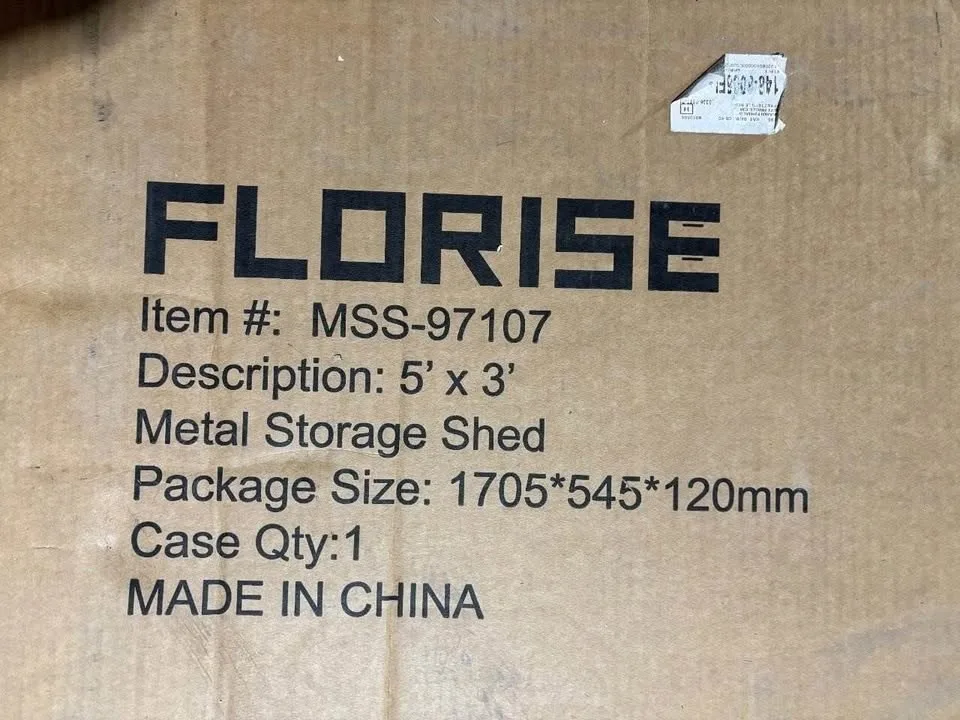 FLORISE
Item #: MSS-97107
Description: 5’ x 3’
Metal Storage Shed
Package Size: 1705*545*120mm
Case Qty:1
MADE IN CHINA